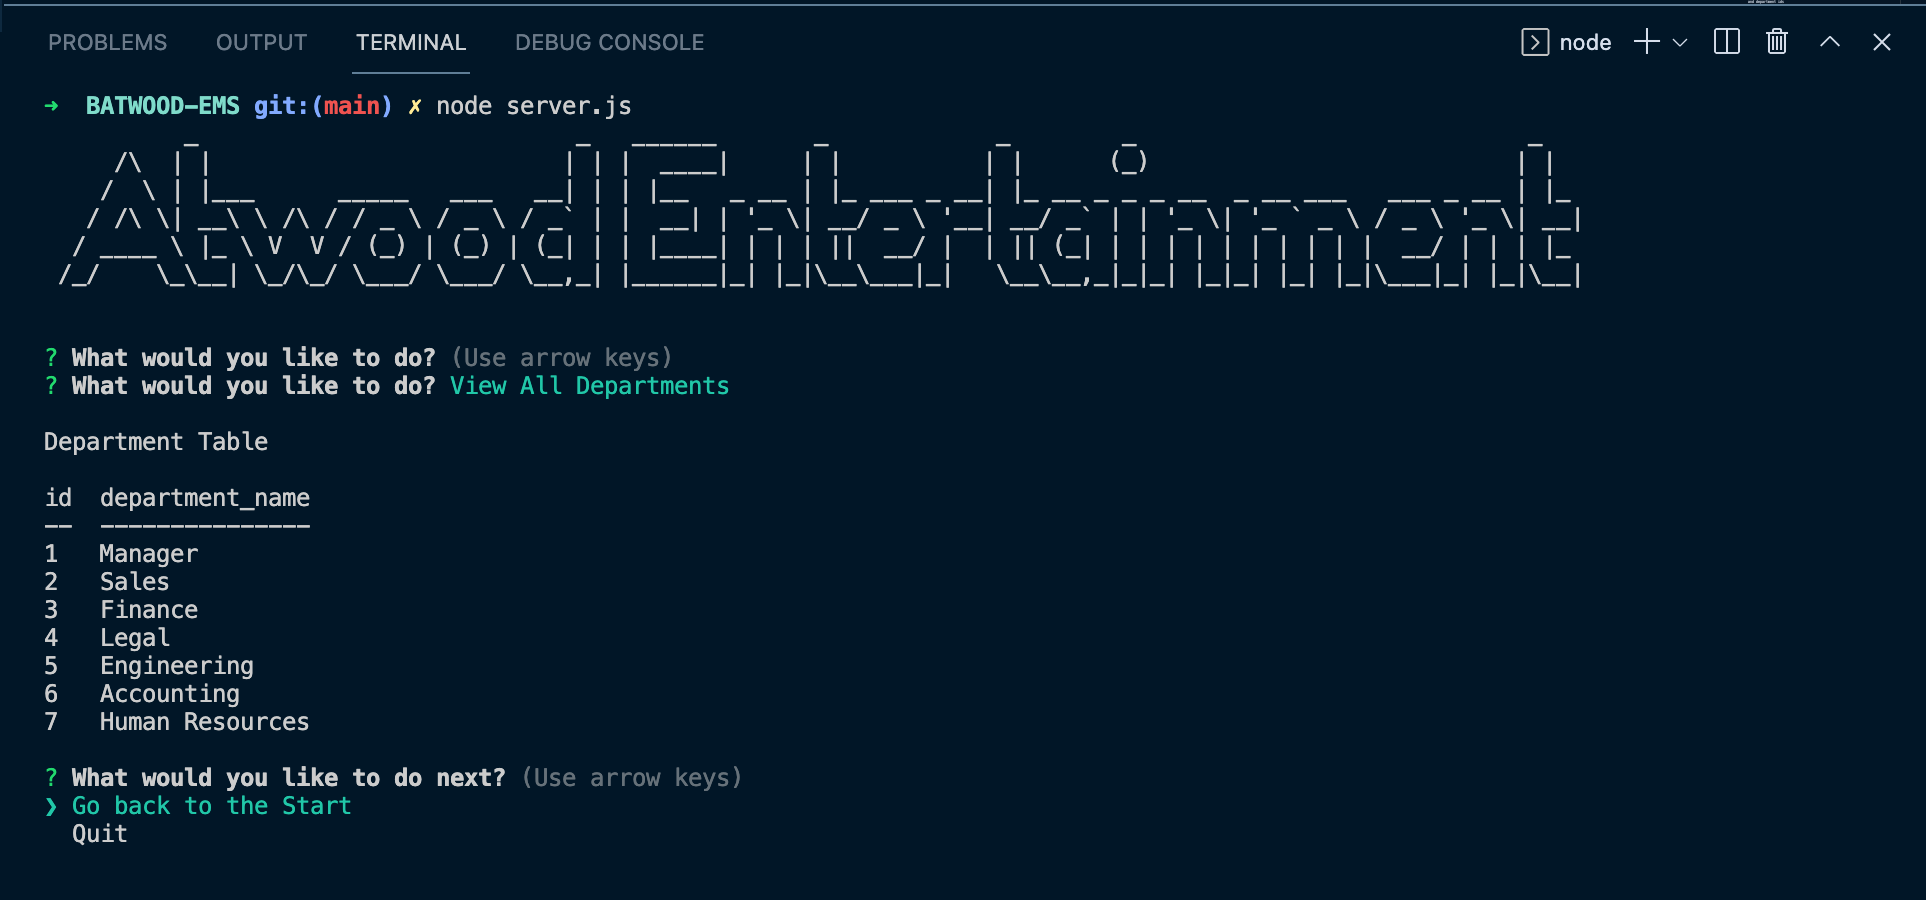 PROBLEMS OUTPUT TERMINAL DEBUG CONSOLE node
➜ BATWOOD-EMS git:(main) ✗ node server.js
Atwood Entertainment
? What would you like to do? (Use arrow keys)
? What would you like to do? View All Departments
Department Table
id department_name
-- ---------------
1 Manager
2 Sales
3 Finance
4 Legal
5 Engineering
6 Accounting
7 Human Resources
? What would you like to do next? (Use arrow keys)
❯ Go back to the Start
Quit